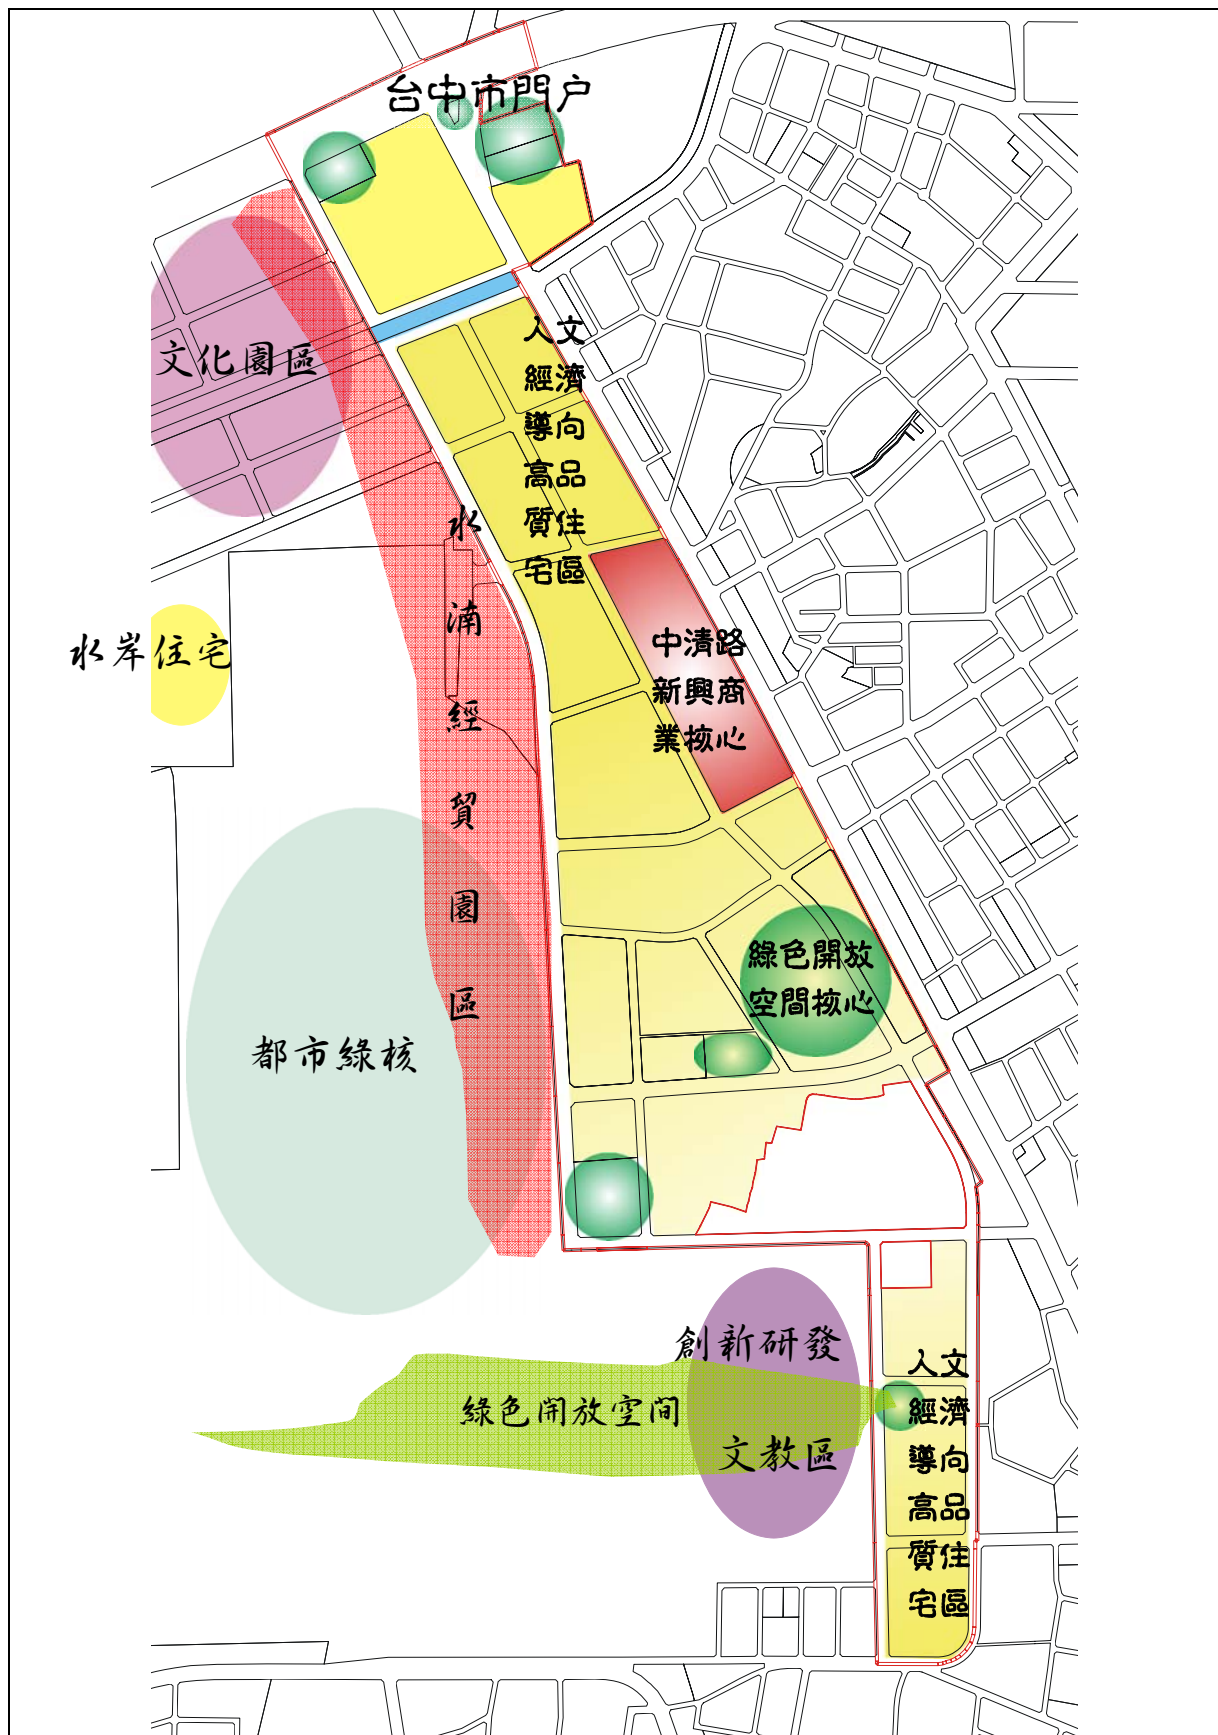 台中市門户
人文
經濟
導向
高品
質住
宅區
文化園區
水
湳
經
貿
園
區
水岸住宅
中清路
新興商
業核心
綠色開放
空間核心
都市綠核
創新研發
文教區
綠色開放空间
人文
經濟
導向
高品
質住
宅區